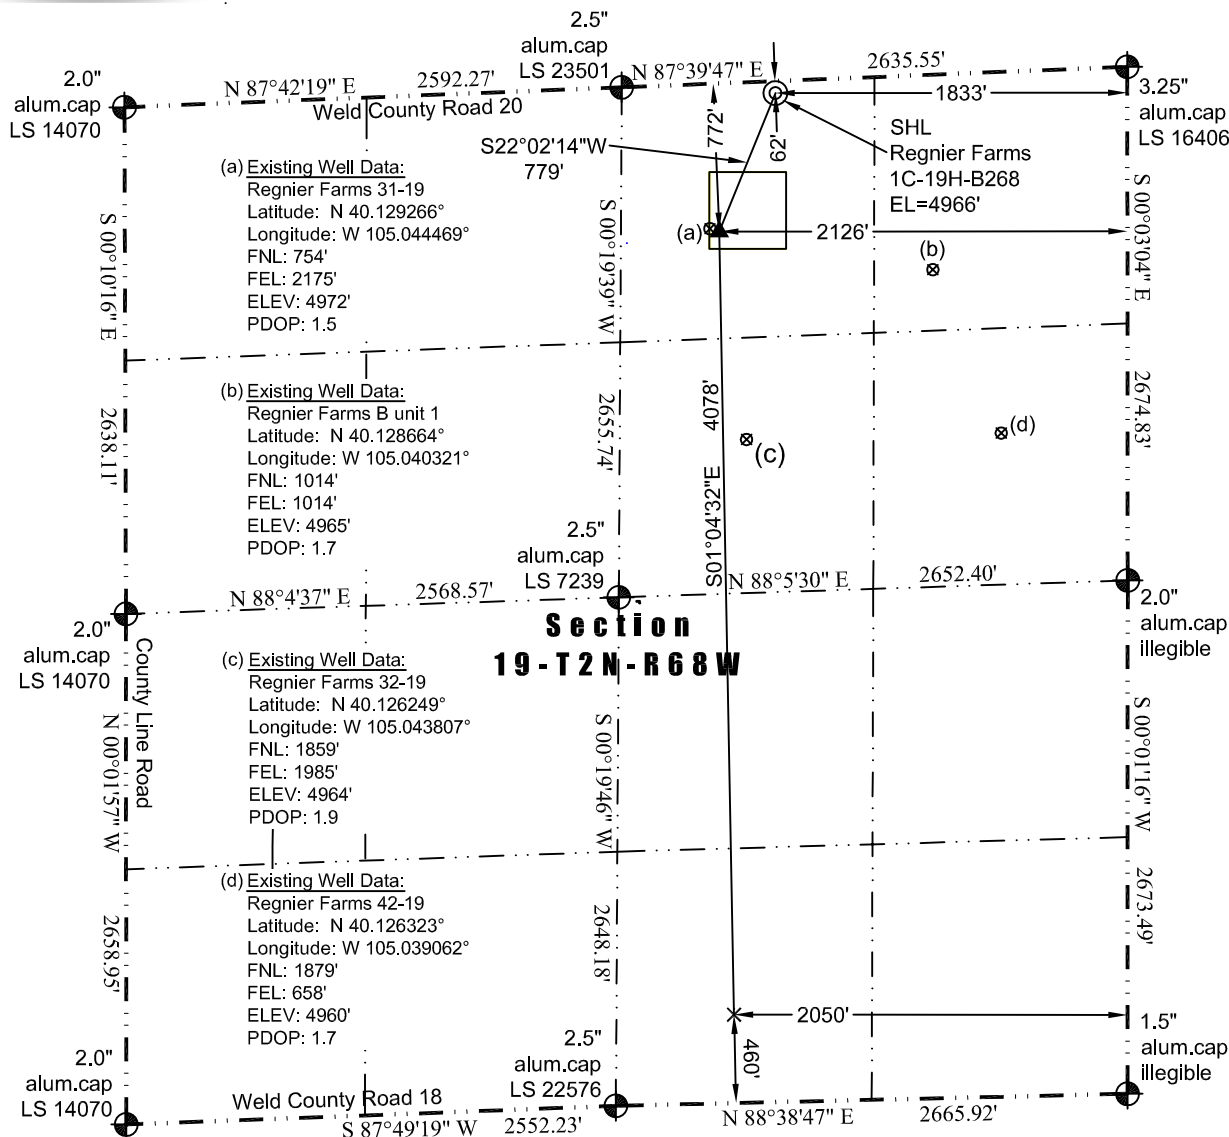 2.5"
alum.cap
LS 23501
2.0"
alum.cap
LS 14070
N 87°42'19" E
2592.27'
N 87°39'47" E
2635.55'
Weld County Road 20
1833'
3.25"
alum.cap
LS 16406
772'
62'
S22°02'14"W
779'
SHL
Regnier Farms
1C-19H-B268
EL=4966'
(a) Existing Well Data:
Regnier Farms 31-19
Latitude: N 40.129266°
Longitude: W 105.044469°
FNL: 754'
FEL: 2175'
ELEV: 4972'
PDOP: 1.5
S 00°10'16" E
S 00°19'39" W
S 00°03'04" E
(a)
2126'
(b)
(b) Existing Well Data:
Regnier Farms B unit 1
Latitude: N 40.128664°
Longitude: W 105.040321°
FNL: 1014'
FEL: 1014'
ELEV: 4965'
PDOP: 1.7
2638.11'
2655.74'
S01°04'32"E 4078'
(c)
(d)
2674.83'
2.5"
alum.cap
LS 7239
N 88°4'37" E
2568.57'
N 88°5'30" E
2652.40'
2.0"
alum.cap
LS 14070
2.0"
alum.cap
illegible
Section
19-T2N-R68W
County Line Road
(c) Existing Well Data:
Regnier Farms 32-19
Latitude: N 40.126249°
Longitude: W 105.043807°
FNL: 1859'
FEL: 1985'
ELEV: 4964'
PDOP: 1.9
N 00°01'57" W
S 00°19'46" W
S 00°01'16" W
(d) Existing Well Data:
Regnier Farms 42-19
Latitude: N 40.126323°
Longitude: W 105.039062°
FNL: 1879'
FEL: 658'
ELEV: 4960'
PDOP: 1.7
2658.95'
2648.18'
2673.49'
2050'
460'
2.0"
alum.cap
LS 14070
2.5"
alum.cap
LS 22576
1.5"
alum.cap
illegible
Weld County Road 18
S 87°49'19" W
2552.23'
N 88°38'47" E
2665.92'